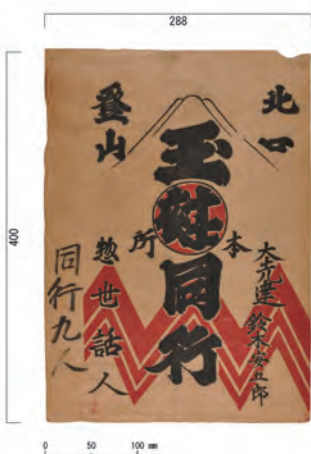 288
400
北口
登山
玉
同行
本所
大先達 鈴木安五郎
惣世話人
同行九人
0 50 100 mm